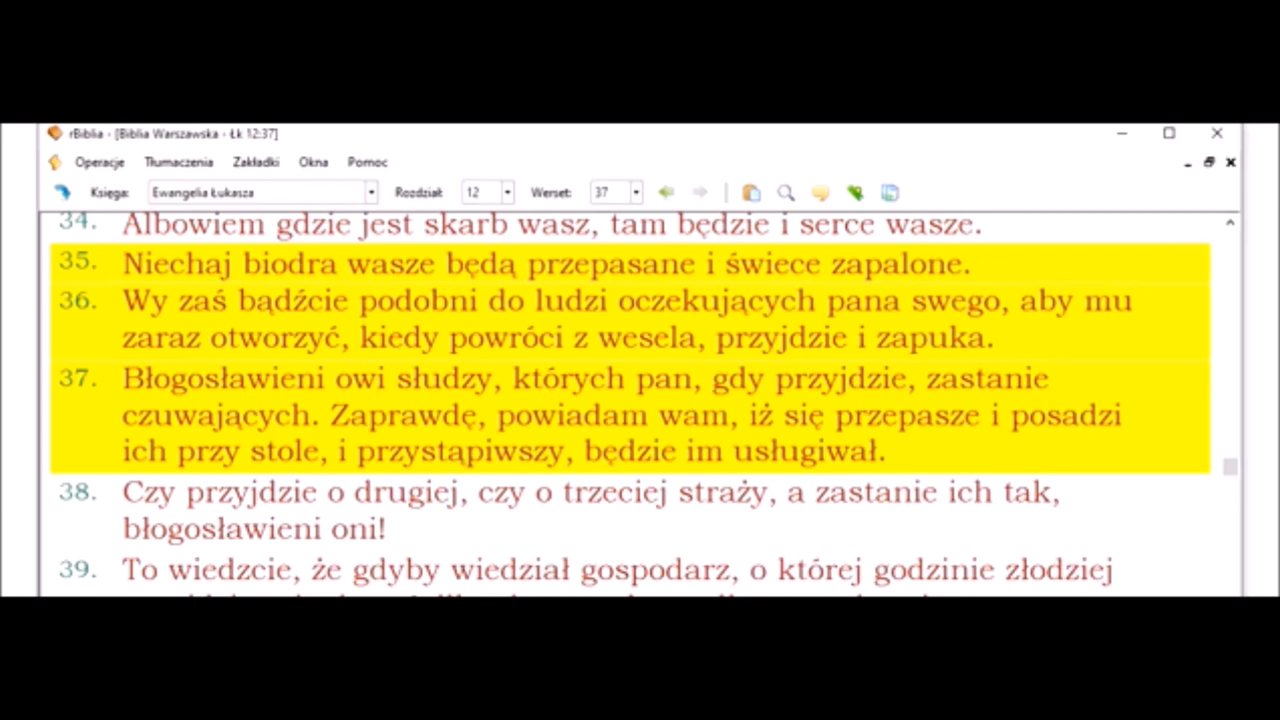 rBiblia - [Biblia Warszawska - Łk 12:37]
Operacje Tłumaczenia Zakładki Okna Pomoc
Księga: Ewangelia Łukasza Rozdział: 12 Werset: 37
34. Albowiem gdzie jest skarb wasz, tam będzie i serce wasze.
35. Niechaj biodra wasze będą przepasane i świece zapalone.
36. Wy zaś bądźcie podobni do ludzi oczekujących pana swego, aby mu
zaraz otworzyć, kiedy powróci z wesela, przyjdzie i zapuka.
37. Błogosławieni owi słudzy, których pan, gdy przyjdzie, zastanie
czuwających. Zaprawdę, powiadam wam, iż się przepasze i posadzi
ich przy stole, i przystąpiwszy, będzie im usługiwał.
38. Czy przyjdzie o drugiej, czy o trzeciej straży, a zastanie ich tak,
błogosławieni oni!
39. To wiedzcie, że gdyby wiedział gospodarz, o której godzinie złodziej